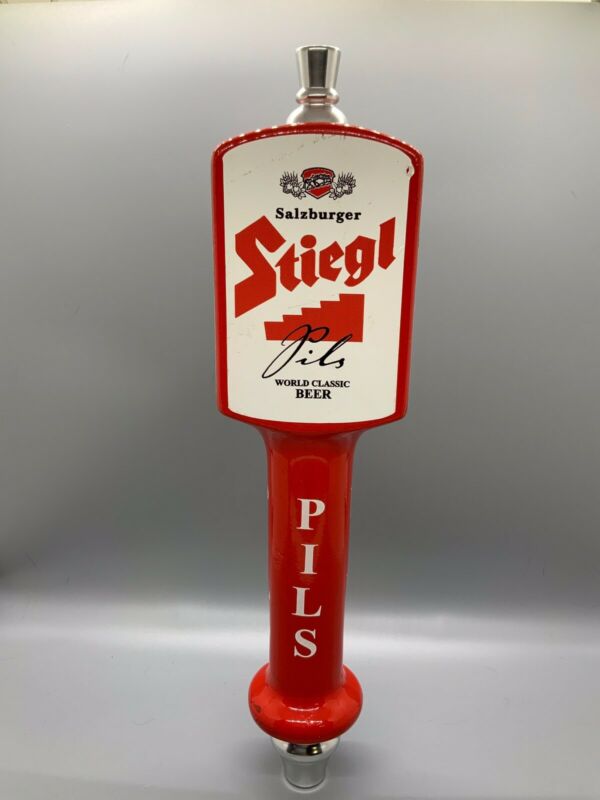 Salzburger
Stiegl
Pils
WORLD CLASSIC
BEER
PILS